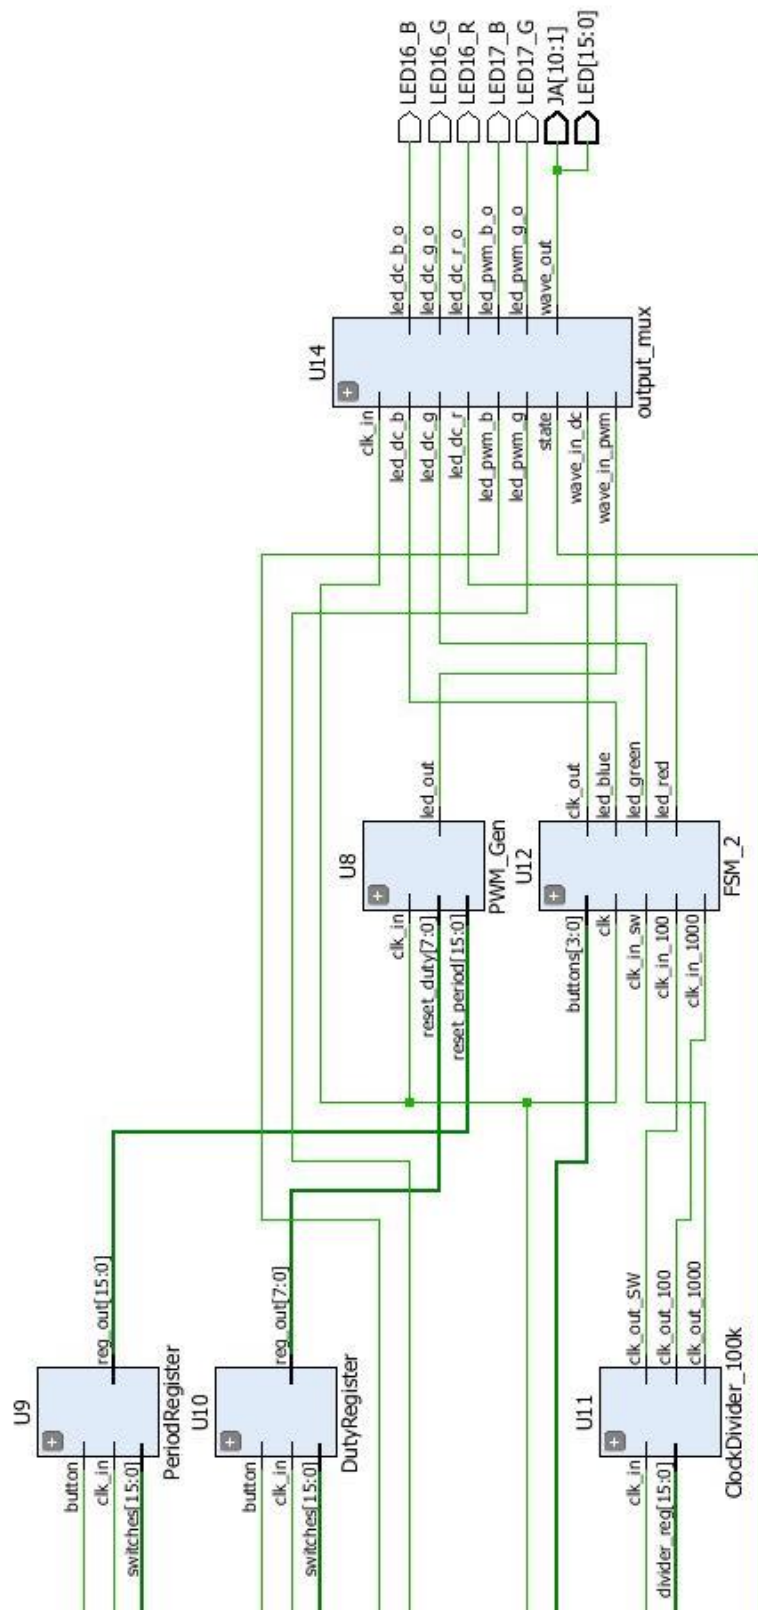 U9
button
clk_in
switches[15:0]
reg_out[15:0]
PeriodRegister
U10
button
clk_in
switches[15:0]
reg_out[7:0]
DutyRegister
U11
clk_in
divider_reg[15:0]
clk_out_SW
clk_out_100
clk_out_1000
ClockDivider_100k
U8
clk_in
reset_duty[7:0]
reset_period[15:0]
led_out
PWM_Gen
U12
buttons[3:0]
clk
clk_in_sw
clk_in_100
clk_in_1000
clk_out
led_blue
led_green
led_red
FSM_2
U14
clk_in
led_dc_b
led_dc_g
led_dc_r
led_pwm_b
led_pwm_g
state
wave_in_dc
wave_in_pwm
led_dc_b_o
led_dc_g_o
led_dc_r_o
led_pwm_b_o
led_pwm_g_o
wave_out
output_mux
LED16_B
LED16_G
LED16_R
LED17_B
LED17_G
JA[10:1]
LED[15:0]